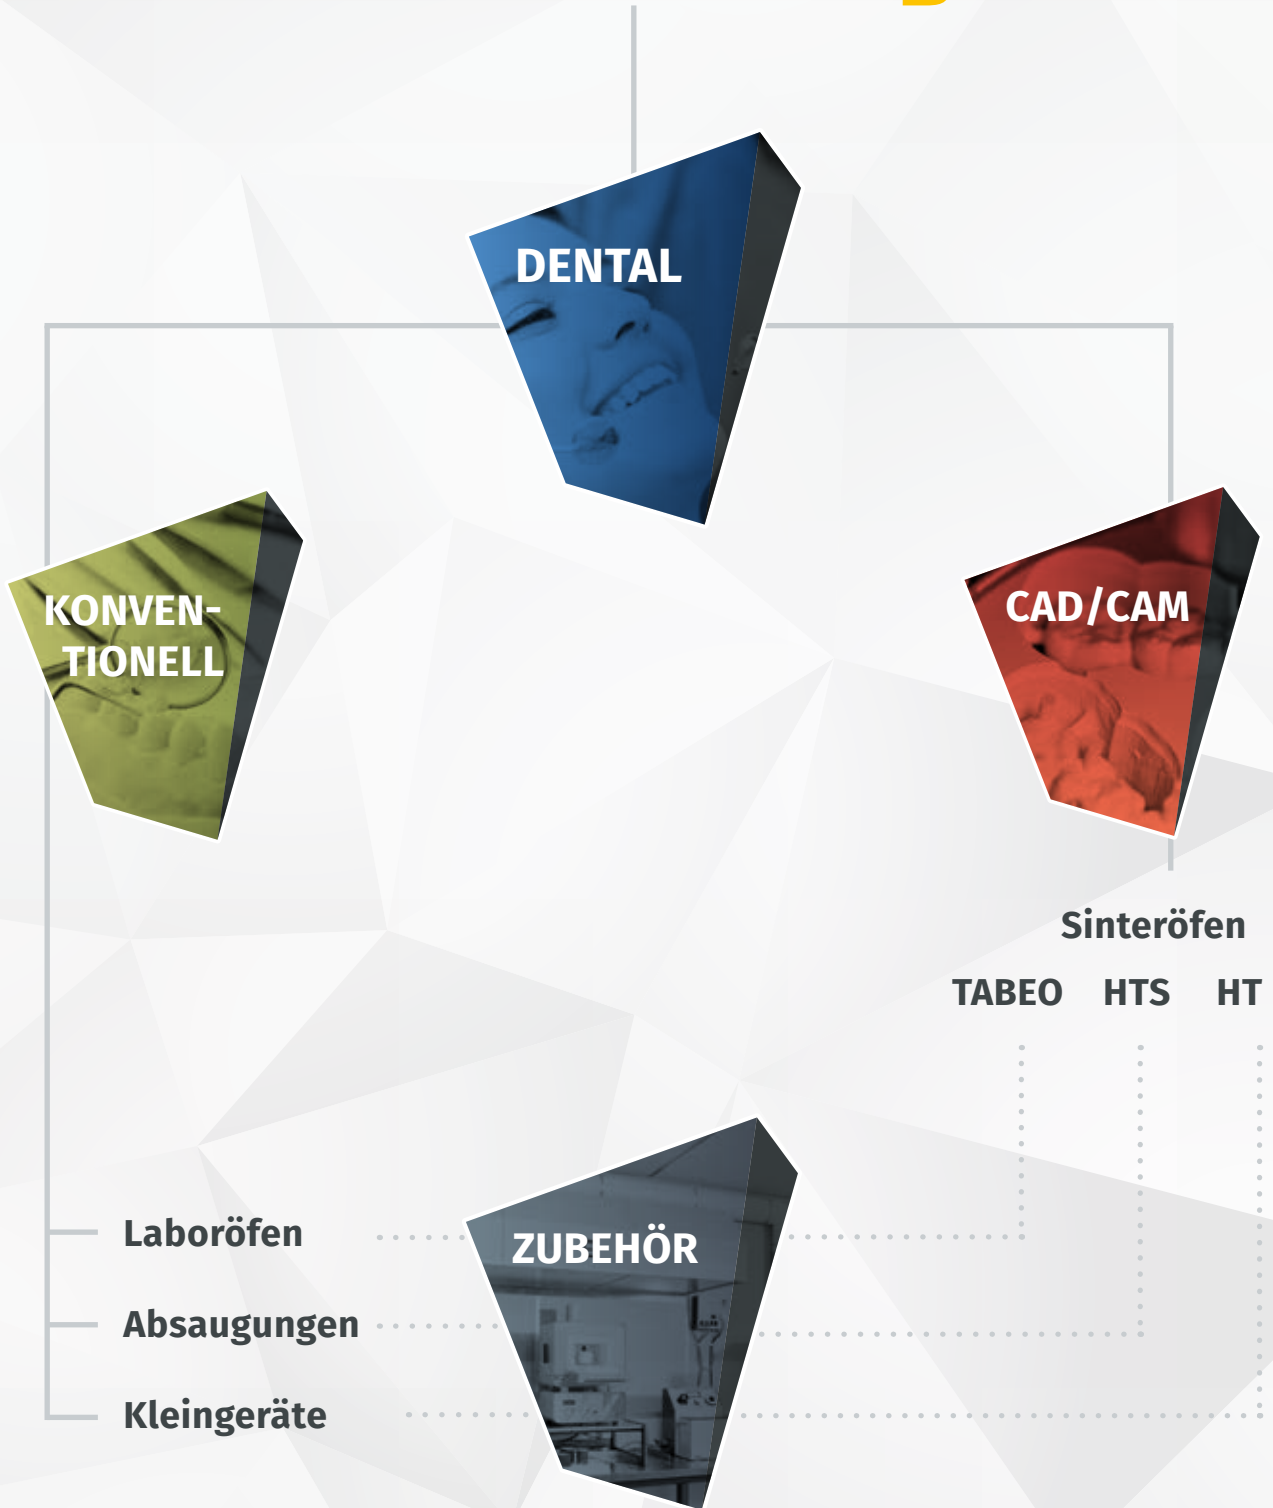 DENTAL
KONVEN-
TIONELL
CAD/CAM
Sinteröfen
TABEO HTS HT
ZUBEHÖR
Laboröfen
Absaugungen
Kleingeräte